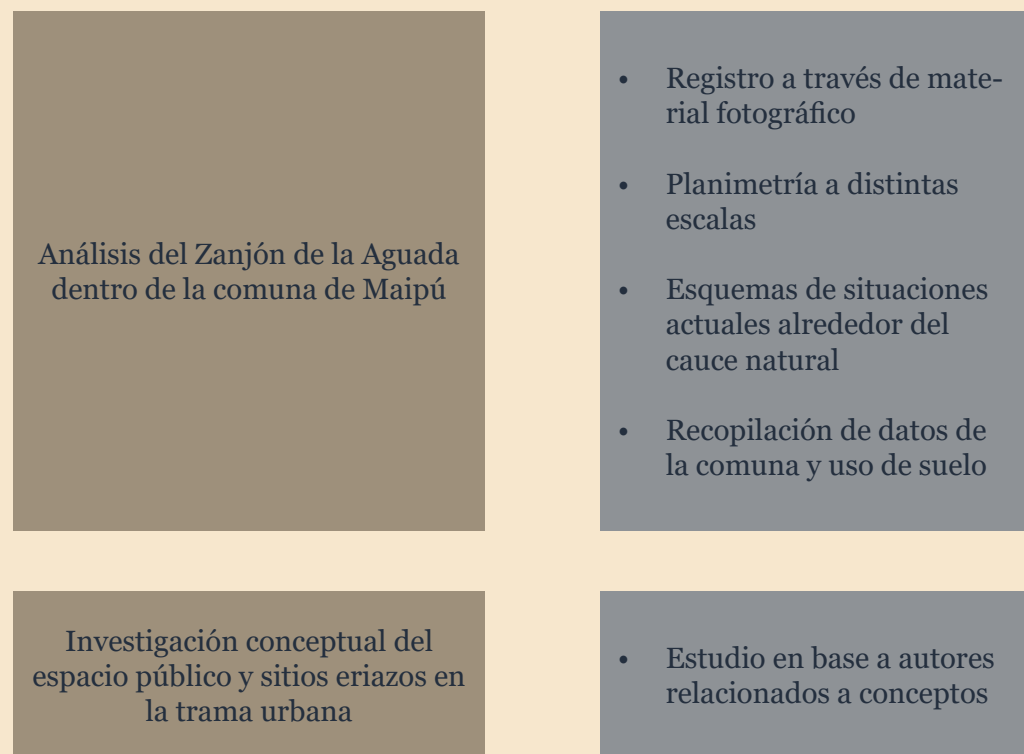 Análisis del Zanjón de la Aguada
dentro de la comuna de Maipú
• Registro a través de mate-
rial fotográfico
• Planimetría a distintas
escalas
• Esquemas de situaciones
actuales alrededor del
cauce natural
• Recopilación de datos de
la comuna y uso de suelo
Investigación conceptual del
espacio público y sitios eriazos en
la trama urbana
• Estudio en base a autores
relacionados a conceptos